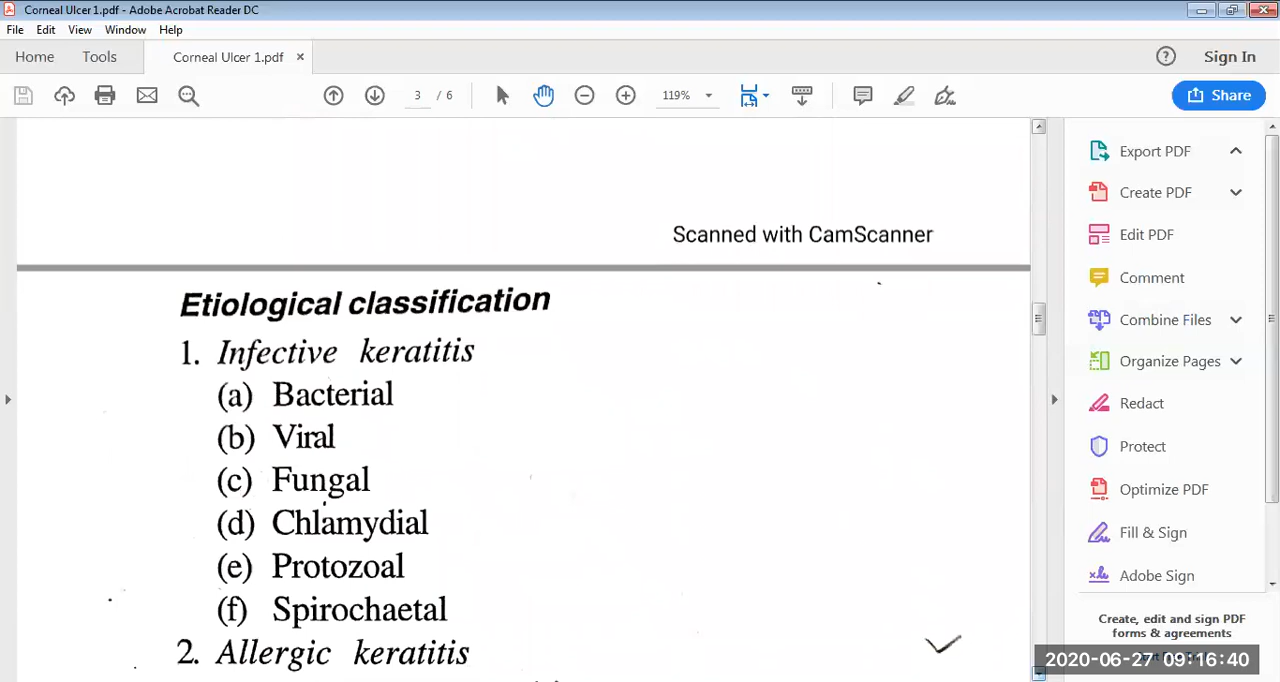 Corneal Ulcer 1.pdf - Adobe Acrobat Reader DC
File Edit View Window Help
Home Tools Corneal Ulcer 1.pdf × Sign In
3 / 6 119% Share
Scanned with CamScanner
Etiological classification
1. Infective keratitis
(a) Bacterial
(b) Viral
(c) Fungal
(d) Chlamydial
(e) Protozoal
(f) Spirochaetal
2. Allergic keratitis
Export PDF
Create PDF
Edit PDF
Comment
Combine Files
Organize Pages
Redact
Protect
Optimize PDF
Fill & Sign
Adobe Sign
Create, edit and sign PDF
forms & agreements
2020-06-27 09:16:40